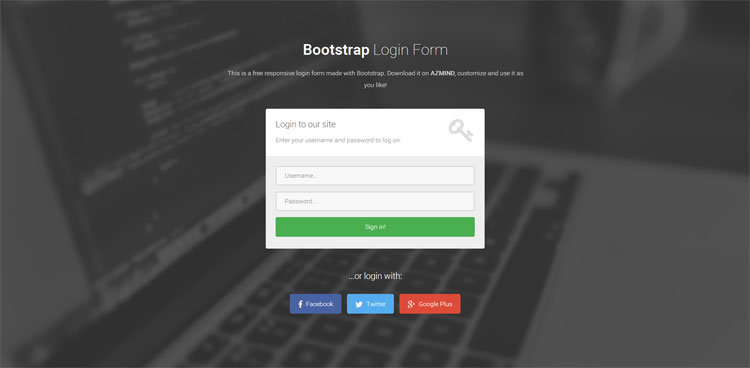 Bootstrap Login Form
This is a free responsive login form made with Bootstrap. Download it on AZMIND, customize and use it as
you like!
Login to our site
Enter your username and password to log on:
Username...
Password...
Sign in!
...or login with:
Facebook
Twitter
Google Plus